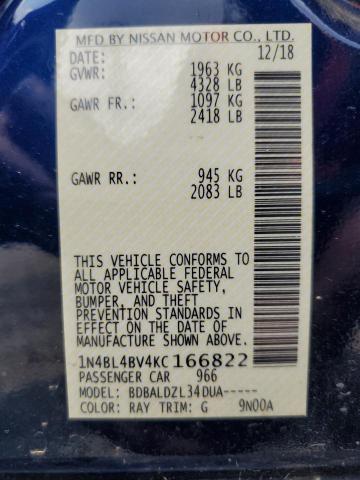 MFD BY NISSAN MOTOR CO., LTD.
DATE: 12/18
GVWR: 1963 KG
4328 LB
GAWR FR.: 1097 KG
2418 LB
GAWR RR.: 945 KG
2083 LB
THIS VEHICLE CONFORMS TO
ALL APPLICABLE FEDERAL
MOTOR VEHICLE SAFETY,
BUMPER, AND THEFT
PREVENTION STANDARDS
IN EFFECT ON THE DATE OF
MANUFACTURE SHOWN ABOVE.
1N4BL4BV4KC166822
PASSENGER CAR 966
MODEL: BDBALDZL34DUA-----
COLOR: RAY TRIM: G 9N00A